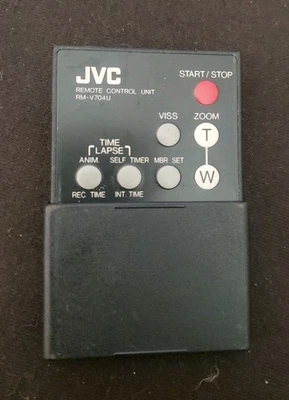 JVC
REMOTE CONTROL UNIT
RM-V704U
START/STOP
VISS
ZOOM
T
TIME
LAPSE
ANIM.
SELF TIMER
MBR SET
W
REC TIME
INT. TIME